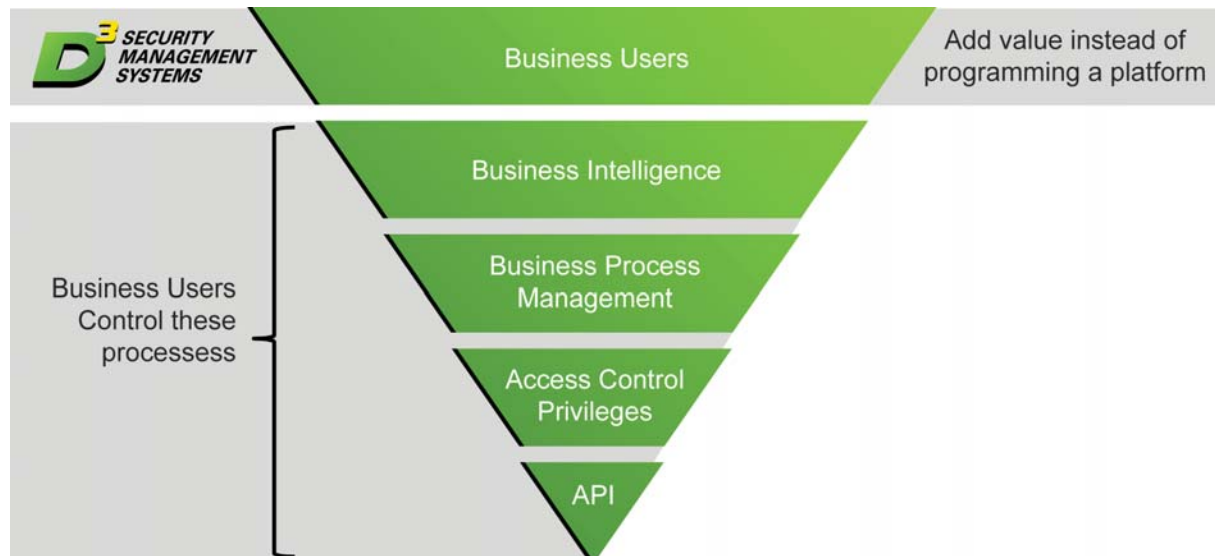 D3 SECURITY
MANAGEMENT
SYSTEMS
Business Users
Add value instead of
programming a platform
Business Intelligence
Business Process
Management
Business Users
Control these
processess
Access Control
Privileges
API